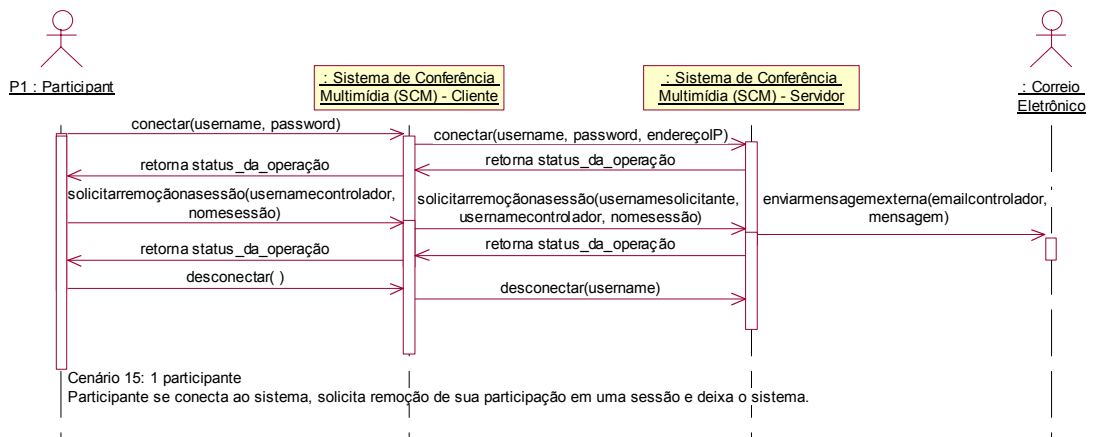 P1 : Participant
: Sistema de Conferência
Multimídia (SCM) - Cliente
: Sistema de Conferência
Multimídia (SCM) - Servidor
: Correio
Eletrônico
conectar(username, password)
conectar(username, password, endereçoIP)
retorna status_da_operação
retorna status_da_operação
solicitarremoçãonasessão(usernamecontrolador,
nomesessão)
solicitarremoçãonasessão(usernamesolicitante,
usernamecontrolador, nomesessão)
enviarmensagemexterna(emailcontrolador,
mensagem)
retorna status_da_operação
retorna status_da_operação
desconectar( )
desconectar(username)
Cenário 15: 1 participante
Participante se conecta ao sistema, solicita remoção de sua participação em uma sessão e deixa o sistema.